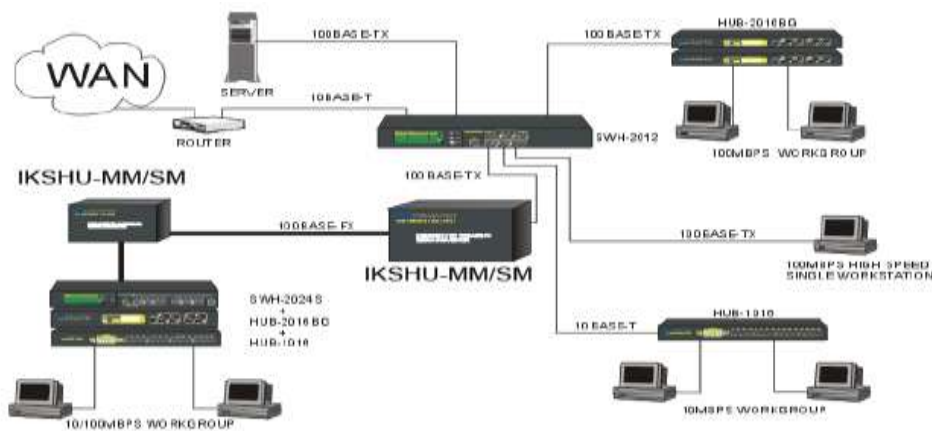 HUB-2016BG
100BASE-TX
100BASE-TX
WAN
SERVER
10BASE-T
ROUTER
SWH-2012
100MBPS WORKGROUP
IKSHU-MM/SM
100 BASE-TX
100BASE-FX
IKSHU-MM/SM
100BASE-TX
100MBPS HIGH SPEED
SINGLE WORKSTATION
SWH-2024S
+
HUB-2016BG
+
HUB-1016
HUB-1016
10 BASE-T
10/100MBPS WORKGROUP
10MBPS WORKGROUP